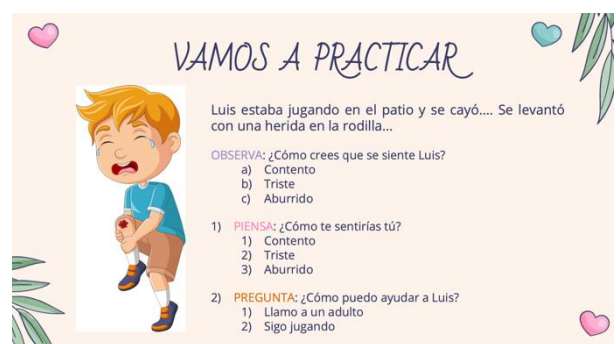 VAMOS A PRACTICAR
Luis estaba jugando en el patio y se cayó.... Se levantó
con una herida en la rodilla...
OBSERVA: ¿Cómo crees que se siente Luis?
a) Contento
b) Triste
c) Aburrido
1) PIENSA: ¿Cómo te sentirías tú?
1) Contento
2) Triste
3) Aburrido
2) PREGUNTA: ¿Cómo puedo ayudar a Luis?
1) Llamo a un adulto
2) Sigo jugando